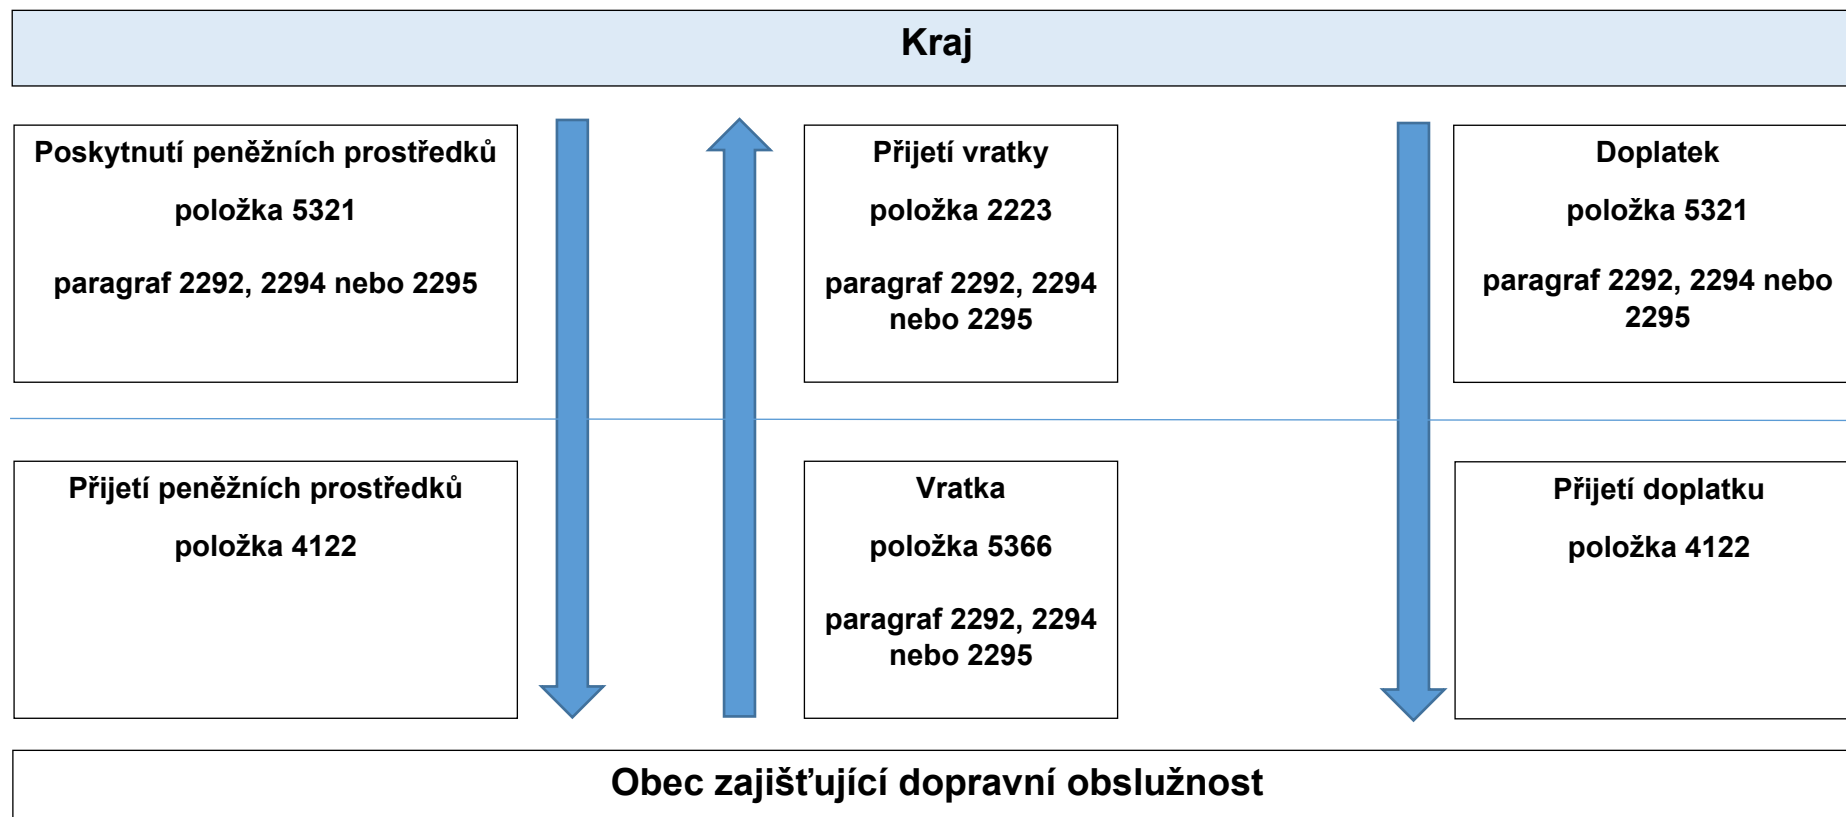 Kraj
Poskytnutí peněžních prostředků
položka 5321
paragraf 2292, 2294 nebo 2295
Přijetí vratky
položka 2223
paragraf 2292, 2294
nebo 2295
Doplatek
položka 5321
paragraf 2292, 2294 nebo
2295
Přijetí peněžních prostředků
položka 4122
Vratka
položka 5366
paragraf 2292, 2294
nebo 2295
Přijetí doplatku
položka 4122
Obec zajišťující dopravní obslužnost